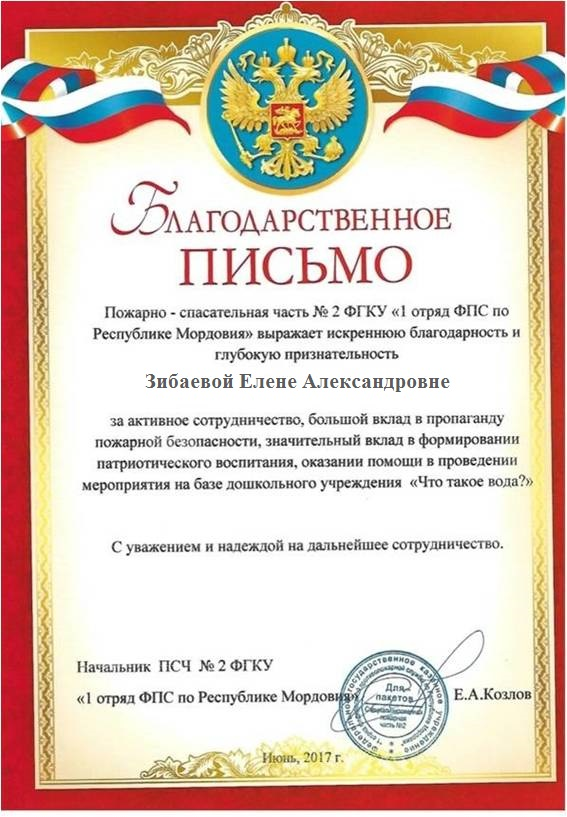 Благодарственное
ПИСЬМО
Пожарно - спасательная часть № 2 ФГКУ «1 отряд ФПС по
Республике Мордовия» выражает искреннюю благодарность и
глубокую признательность
Зибаевой Елене Александровне
за активное сотрудничество, большой вклад в пропаганду
пожарной безопасности, значительный вклад в формировании
патриотического воспитания, оказании помощи в проведении
мероприятия на базе дошкольного учреждения «Что такое вода?»
С уважением и надеждой на дальнейшее сотрудничество.
Начальник ПСЧ № 2 ФГКУ
«1 отряд ФПС по Республике Мордовия»
Е.А.Козлов
Для
пакетов
пожарная
часть №2
Июнь, 2017 г.